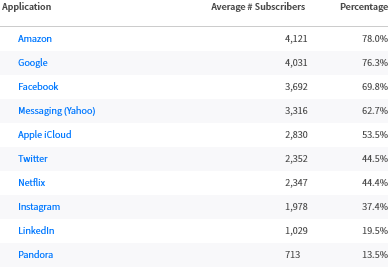 Application Average # Subscribers Percentage
Amazon 4,121 78.0%
Google 4,031 76.3%
Facebook 3,692 69.8%
Messaging (Yahoo) 3,316 62.7%
Apple iCloud 2,830 53.5%
Twitter 2,352 44.5%
Netflix 2,347 44.4%
Instagram 1,978 37.4%
LinkedIn 1,029 19.5%
Pandora 713 13.5%